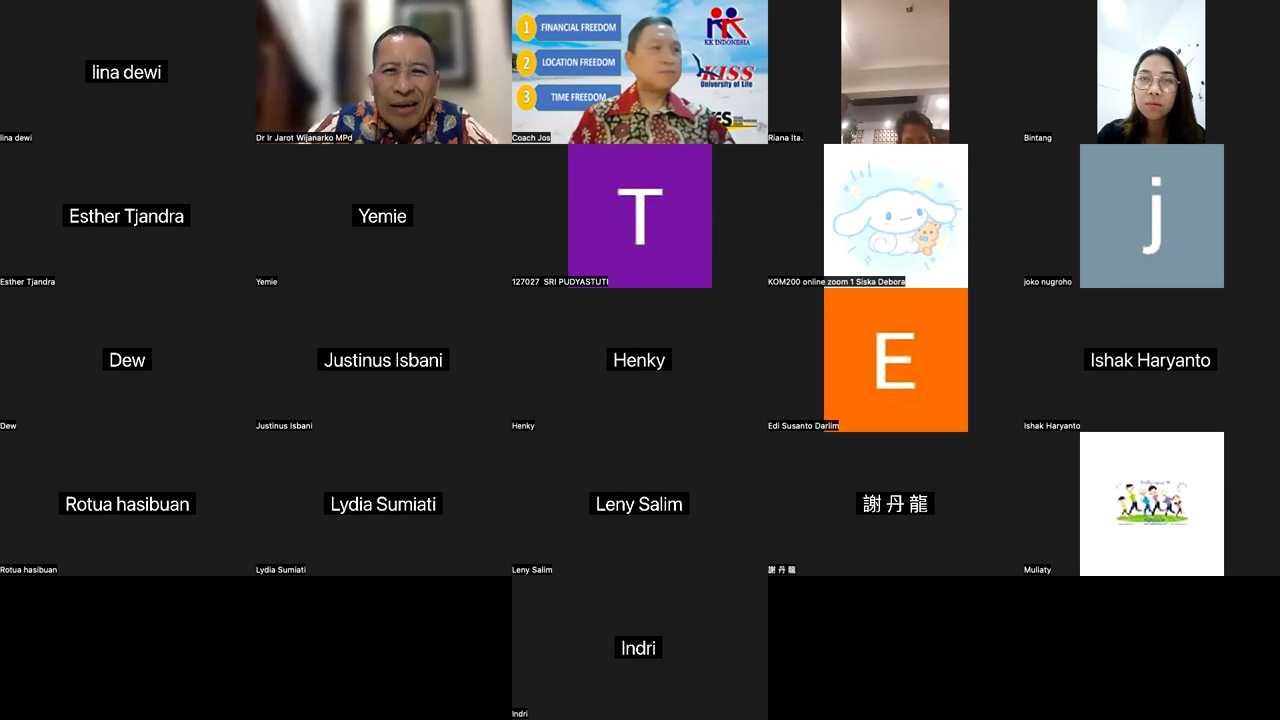 lina dewi
lina dewi
Dr Ir Jarot Wijanarko MPd
1 FINANCIAL FREEDOM
2 LOCATION FREEDOM
3 TIME FREEDOM
KK INDONESIA
KISS
University of Life
YES
Coach Jos
Riana Ita.
Bintang
Esther Tjandra
Esther Tjandra
Yemie
Yemie
T
127027 SRI PUDYASTUTI
KOM200 online zoom 1 Siska Debora
j
joko nugroho
Dew
Dew
Justinus Isbani
Justinus Isbani
Henky
Henky
E
Edi Susanto Darlim
Ishak Haryanto
Ishak Haryanto
Rotua hasibuan
Rotua hasibuan
Lydia Sumiati
Lydia Sumiati
Leny Salim
Leny Salim
謝 丹 龍
謝 丹 龍
Muliaty
Indri
Indri